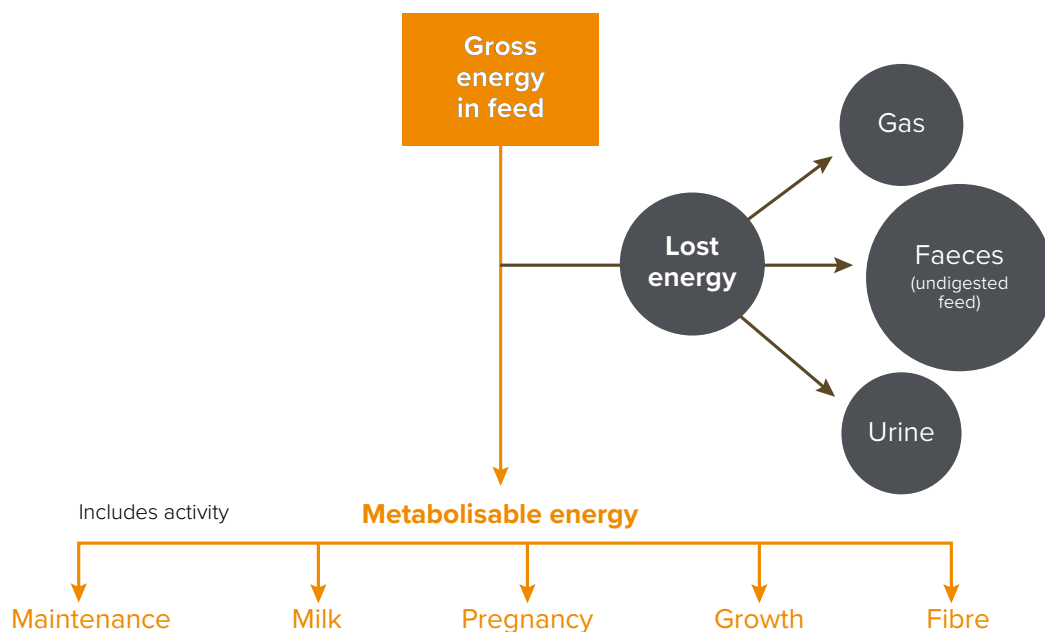 Gross
energy
in feed
Gas
Lost
energy
Faeces
(undigested
feed)
Urine
Includes activity
Metabolisable energy
Maintenance
Milk
Pregnancy
Growth
Fibre